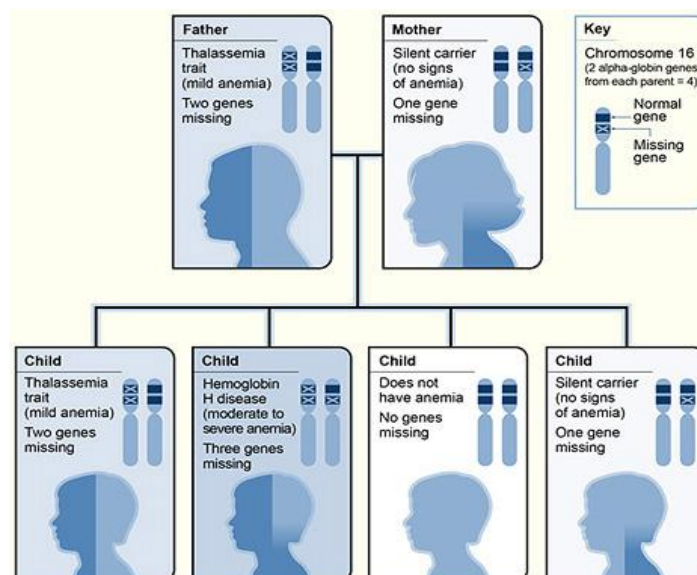 Father
Thalassemia
trait
(mild anemia)
Two genes
missing
Mother
Silent carrier
(no signs
of anemia)
One gene
missing
Key
Chromosome 16
(2 alpha-globin genes
from each parent = 4)
Normal
gene
Missing
gene
Child
Thalassemia
trait
(mild anemia)
Two genes
missing
Child
Hemoglobin
H disease
(moderate to
severe anemia)
Three genes
missing
Child
Does not
have anemia
No genes
missing
Child
Silent carrier
(no signs
of anemia)
One gene
missing